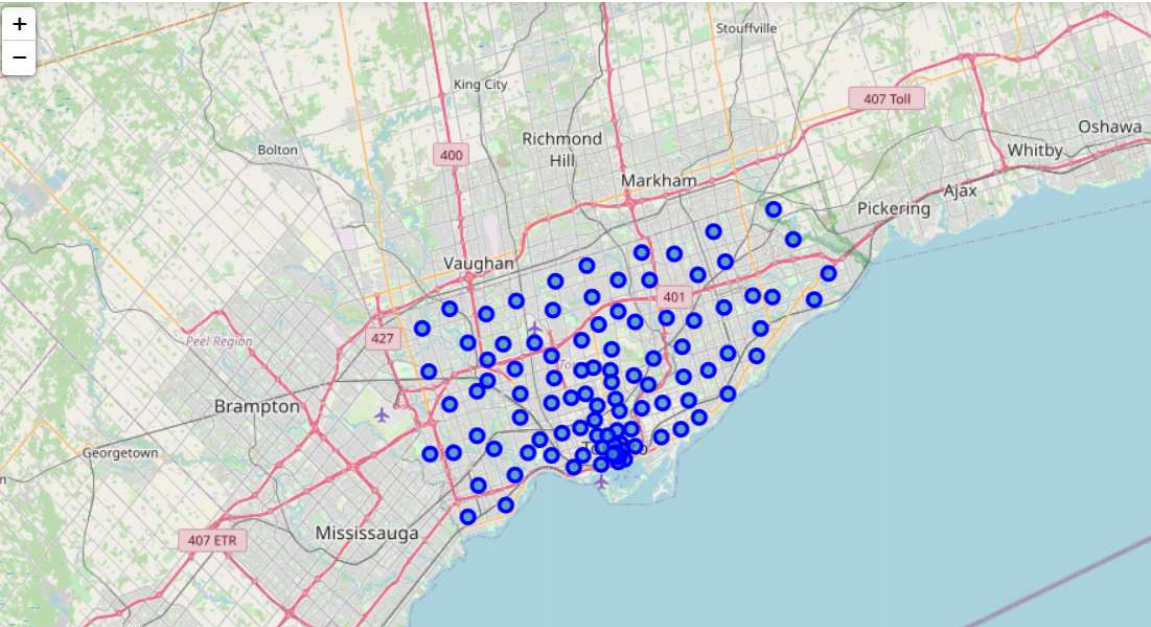 +
−
Stouffville
King City
407 Toll
Richmond
Hill
Oshawa
Bolton
400
Whitby
Markham
Ajax
Pickering
Vaughan
401
427
Peel Region
Brampton
Georgetown
Mississauga
407 ETR